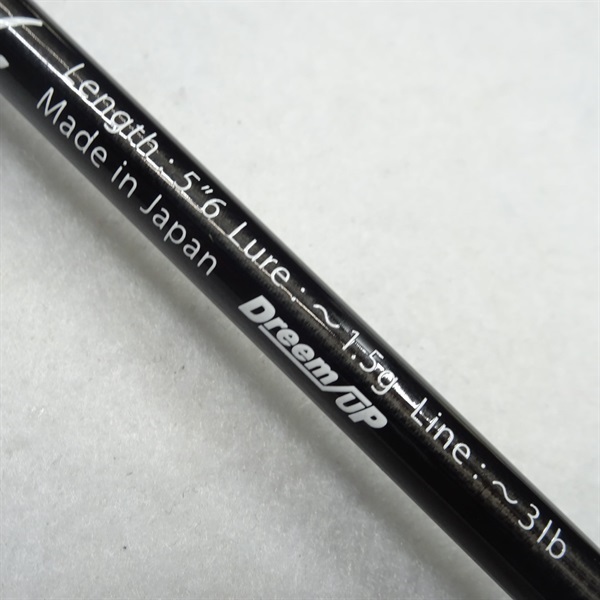 Length : 5"6 Lure : ~1.5g Line : ~3lb
Made in Japan
Dreem/UP